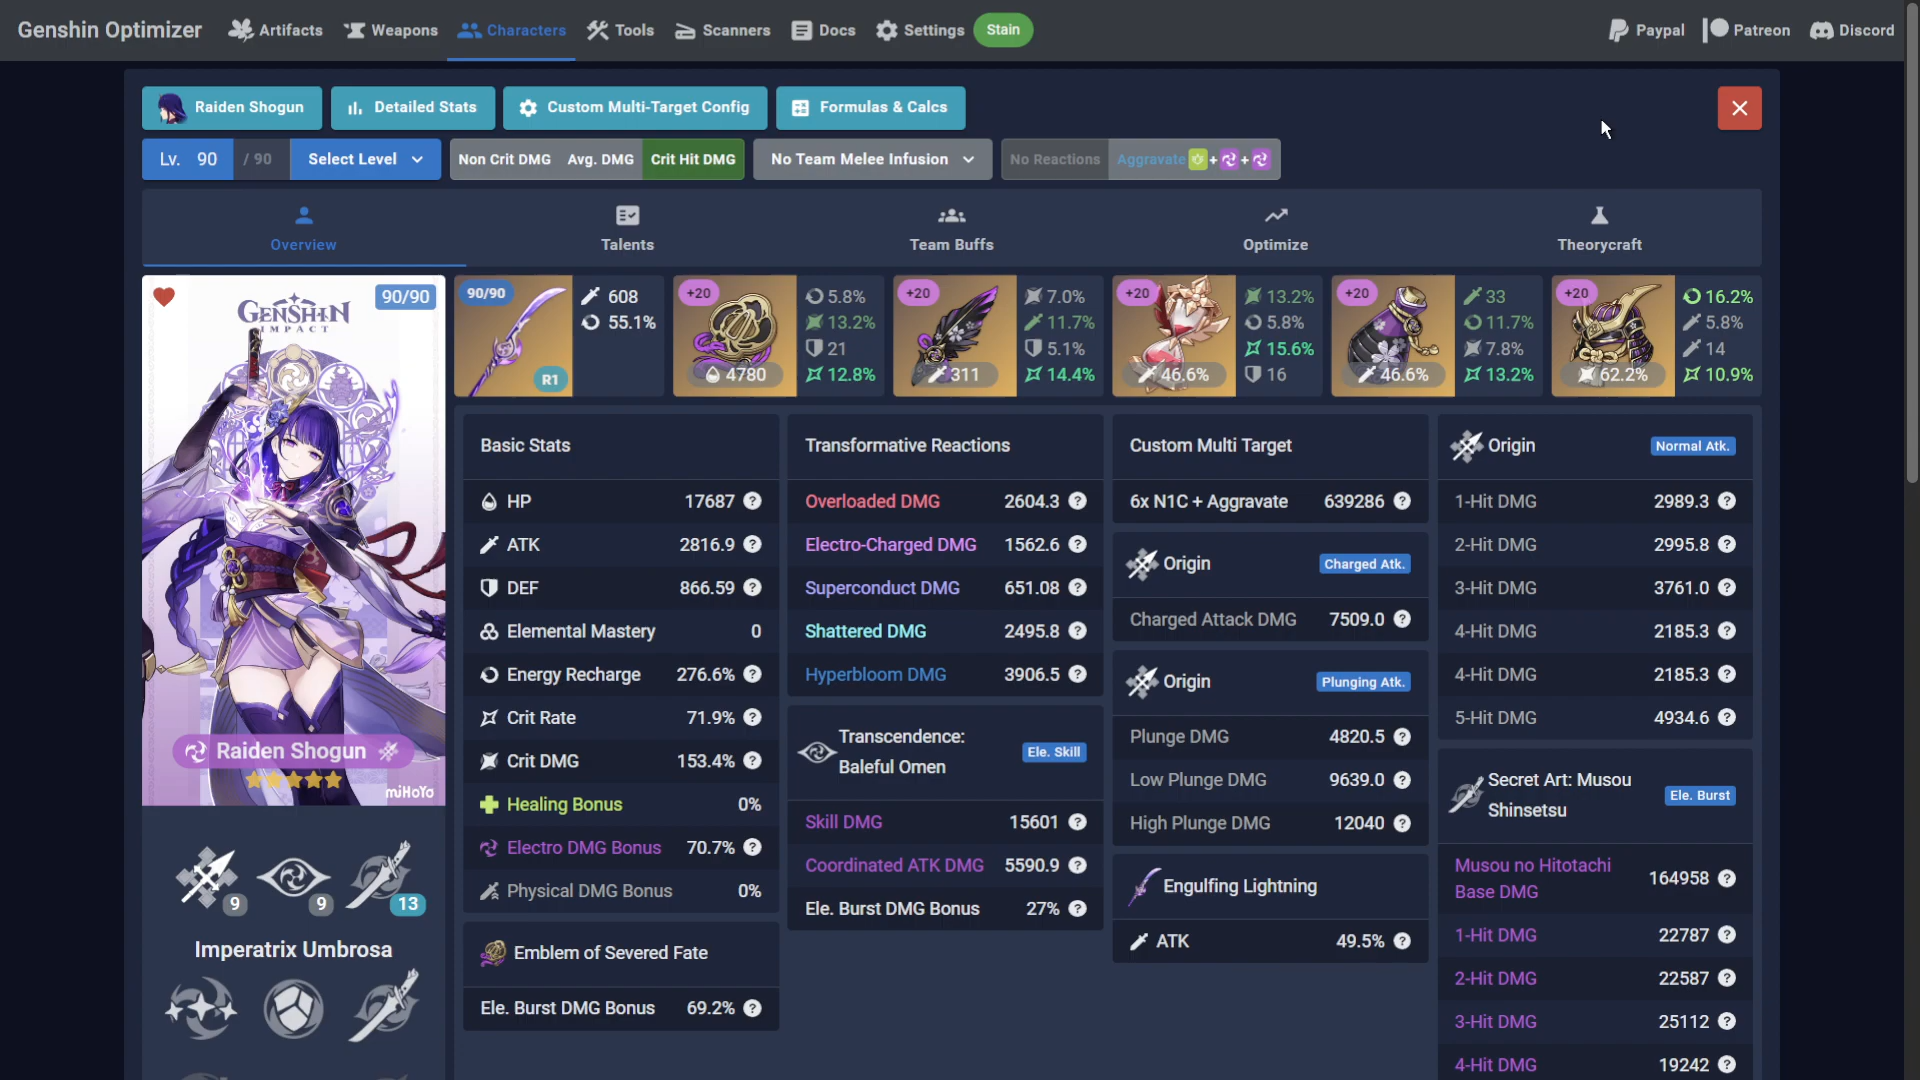 Genshin Optimizer
Artifacts
Weapons
Characters
Tools
Scanners
Docs
Settings
Stain
Paypal
Patreon
Discord
Raiden Shogun
Detailed Stats
Custom Multi-Target Config
Formulas & Calcs
Lv. 90 / 90
Select Level
Non Crit DMG
Avg. DMG
Crit Hit DMG
No Team Melee Infusion
No Reactions
Aggravate + +
Overview
Talents
Team Buffs
Optimize
Theorycraft
GENSHIN
IMPACT
90/90
Raiden Shogun
miHoYo
9
9
13
Imperatrix Umbrosa
90/90
R1
608
55.1%
+20
4780
5.8%
13.2%
21
12.8%
+20
311
7.0%
11.7%
5.1%
14.4%
+20
46.6%
13.2%
5.8%
15.6%
16
+20
46.6%
33
11.7%
7.8%
13.2%
+20
62.2%
16.2%
5.8%
14
10.9%
Basic Stats
HP 17687
ATK 2816.9
DEF 866.59
Elemental Mastery 0
Energy Recharge 276.6%
Crit Rate 71.9%
Crit DMG 153.4%
Healing Bonus 0%
Electro DMG Bonus 70.7%
Physical DMG Bonus 0%
Emblem of Severed Fate
Ele. Burst DMG Bonus 69.2%
Transformative Reactions
Overloaded DMG 2604.3
Electro-Charged DMG 1562.6
Superconduct DMG 651.08
Shattered DMG 2495.8
Hyperbloom DMG 3906.5
Transcendence:
Baleful Omen
Ele. Skill
Skill DMG 15601
Coordinated ATK DMG 5590.9
Ele. Burst DMG Bonus 27%
Custom Multi Target
6x N1C + Aggravate 639286
Origin Charged Atk.
Charged Attack DMG 7509.0
Origin Plunging Atk.
Plunge DMG 4820.5
Low Plunge DMG 9639.0
High Plunge DMG 12040
Engulfing Lightning
ATK 49.5%
Origin Normal Atk.
1-Hit DMG 2989.3
2-Hit DMG 2995.8
3-Hit DMG 3761.0
4-Hit DMG 2185.3
4-Hit DMG 2185.3
5-Hit DMG 4934.6
Secret Art: Musou
Shinsetsu
Ele. Burst
Musou no Hitotachi
Base DMG 164958
1-Hit DMG 22787
2-Hit DMG 22587
3-Hit DMG 25112
4-Hit DMG 19242